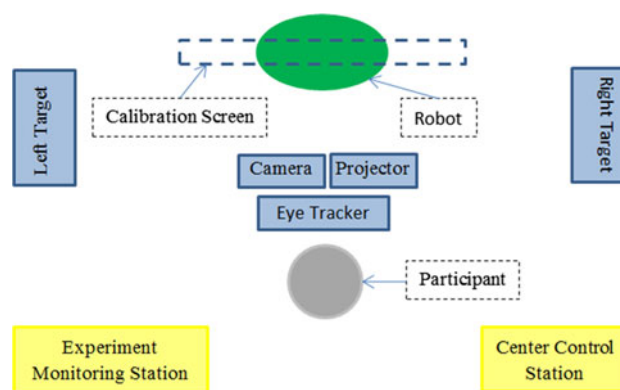 Left Target
Calibration Screen
Robot
Right Target
Camera
Projector
Eye Tracker
Participant
Experiment
Monitoring Station
Center Control
Station